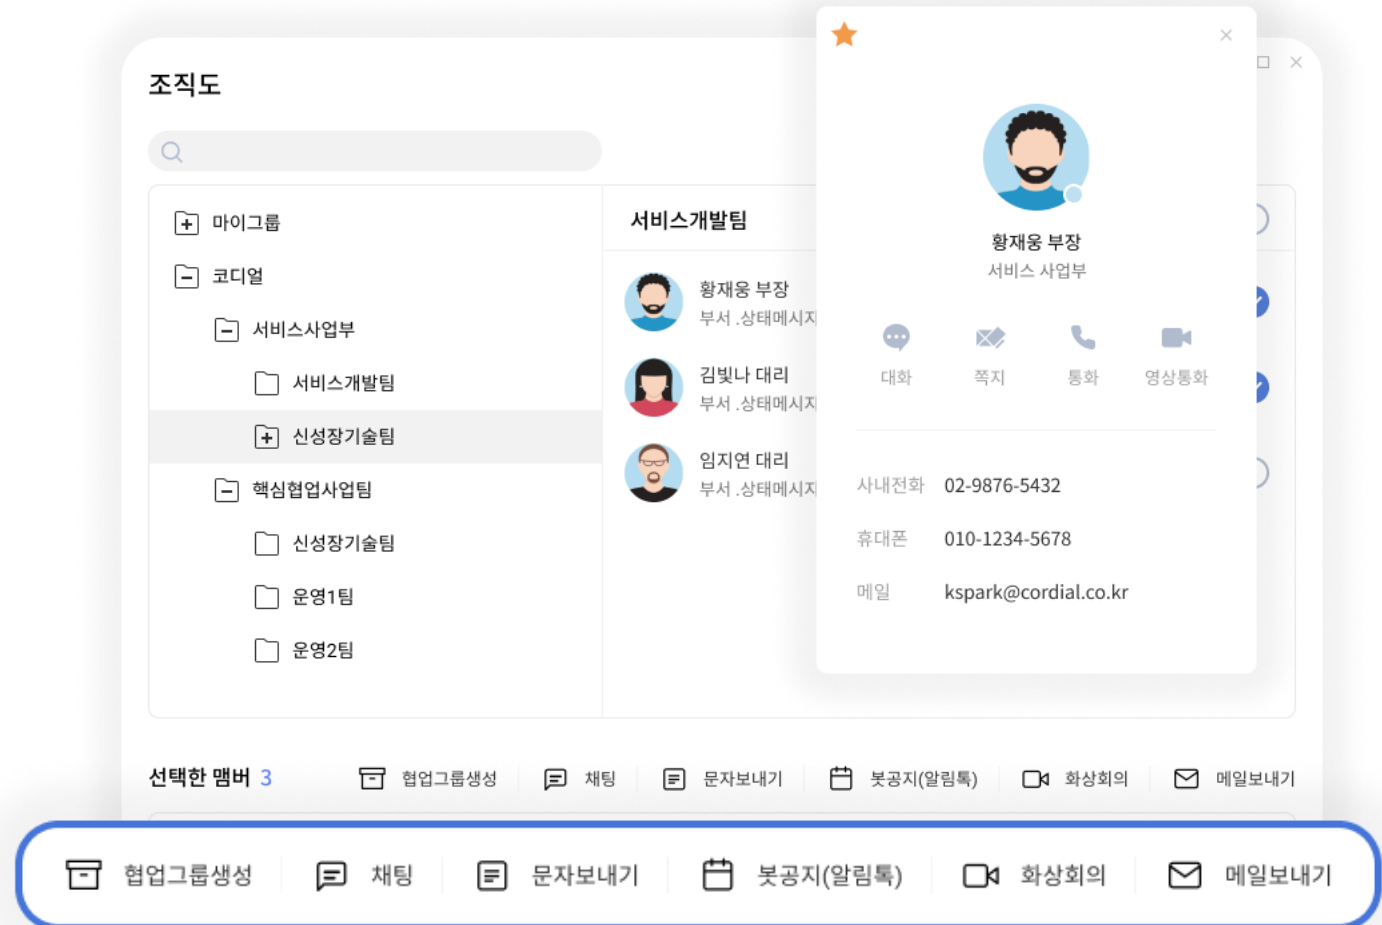 조직도
마이그룹
코디얼
서비스사업부
서비스개발팀
신성장기술팀
핵심협업사업팀
신성장기술팀
운영1팀
운영2팀
서비스개발팀
황재웅 부장
부서 .상태메시지
김빛나 대리
부서 .상태메시지
임지연 대리
부서 .상태메시지
황재웅 부장
서비스 사업부
대화 쪽지 통화 영상통화
사내전화 02-9876-5432
휴대폰 010-1234-5678
메일 kspark@cordial.co.kr
선택한 맴버 3 협업그룹생성 채팅 문자보내기 봇공지(알림톡) 화상회의 메일보내기
협업그룹생성 채팅 문자보내기 봇공지(알림톡) 화상회의 메일보내기